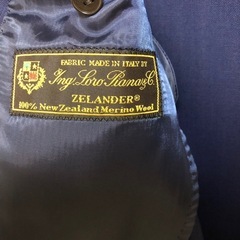 FABRIC MADE IN ITALY BY
Ing. Loro Piana & C.
ZELANDER®
100% New Zealand Merino Wool